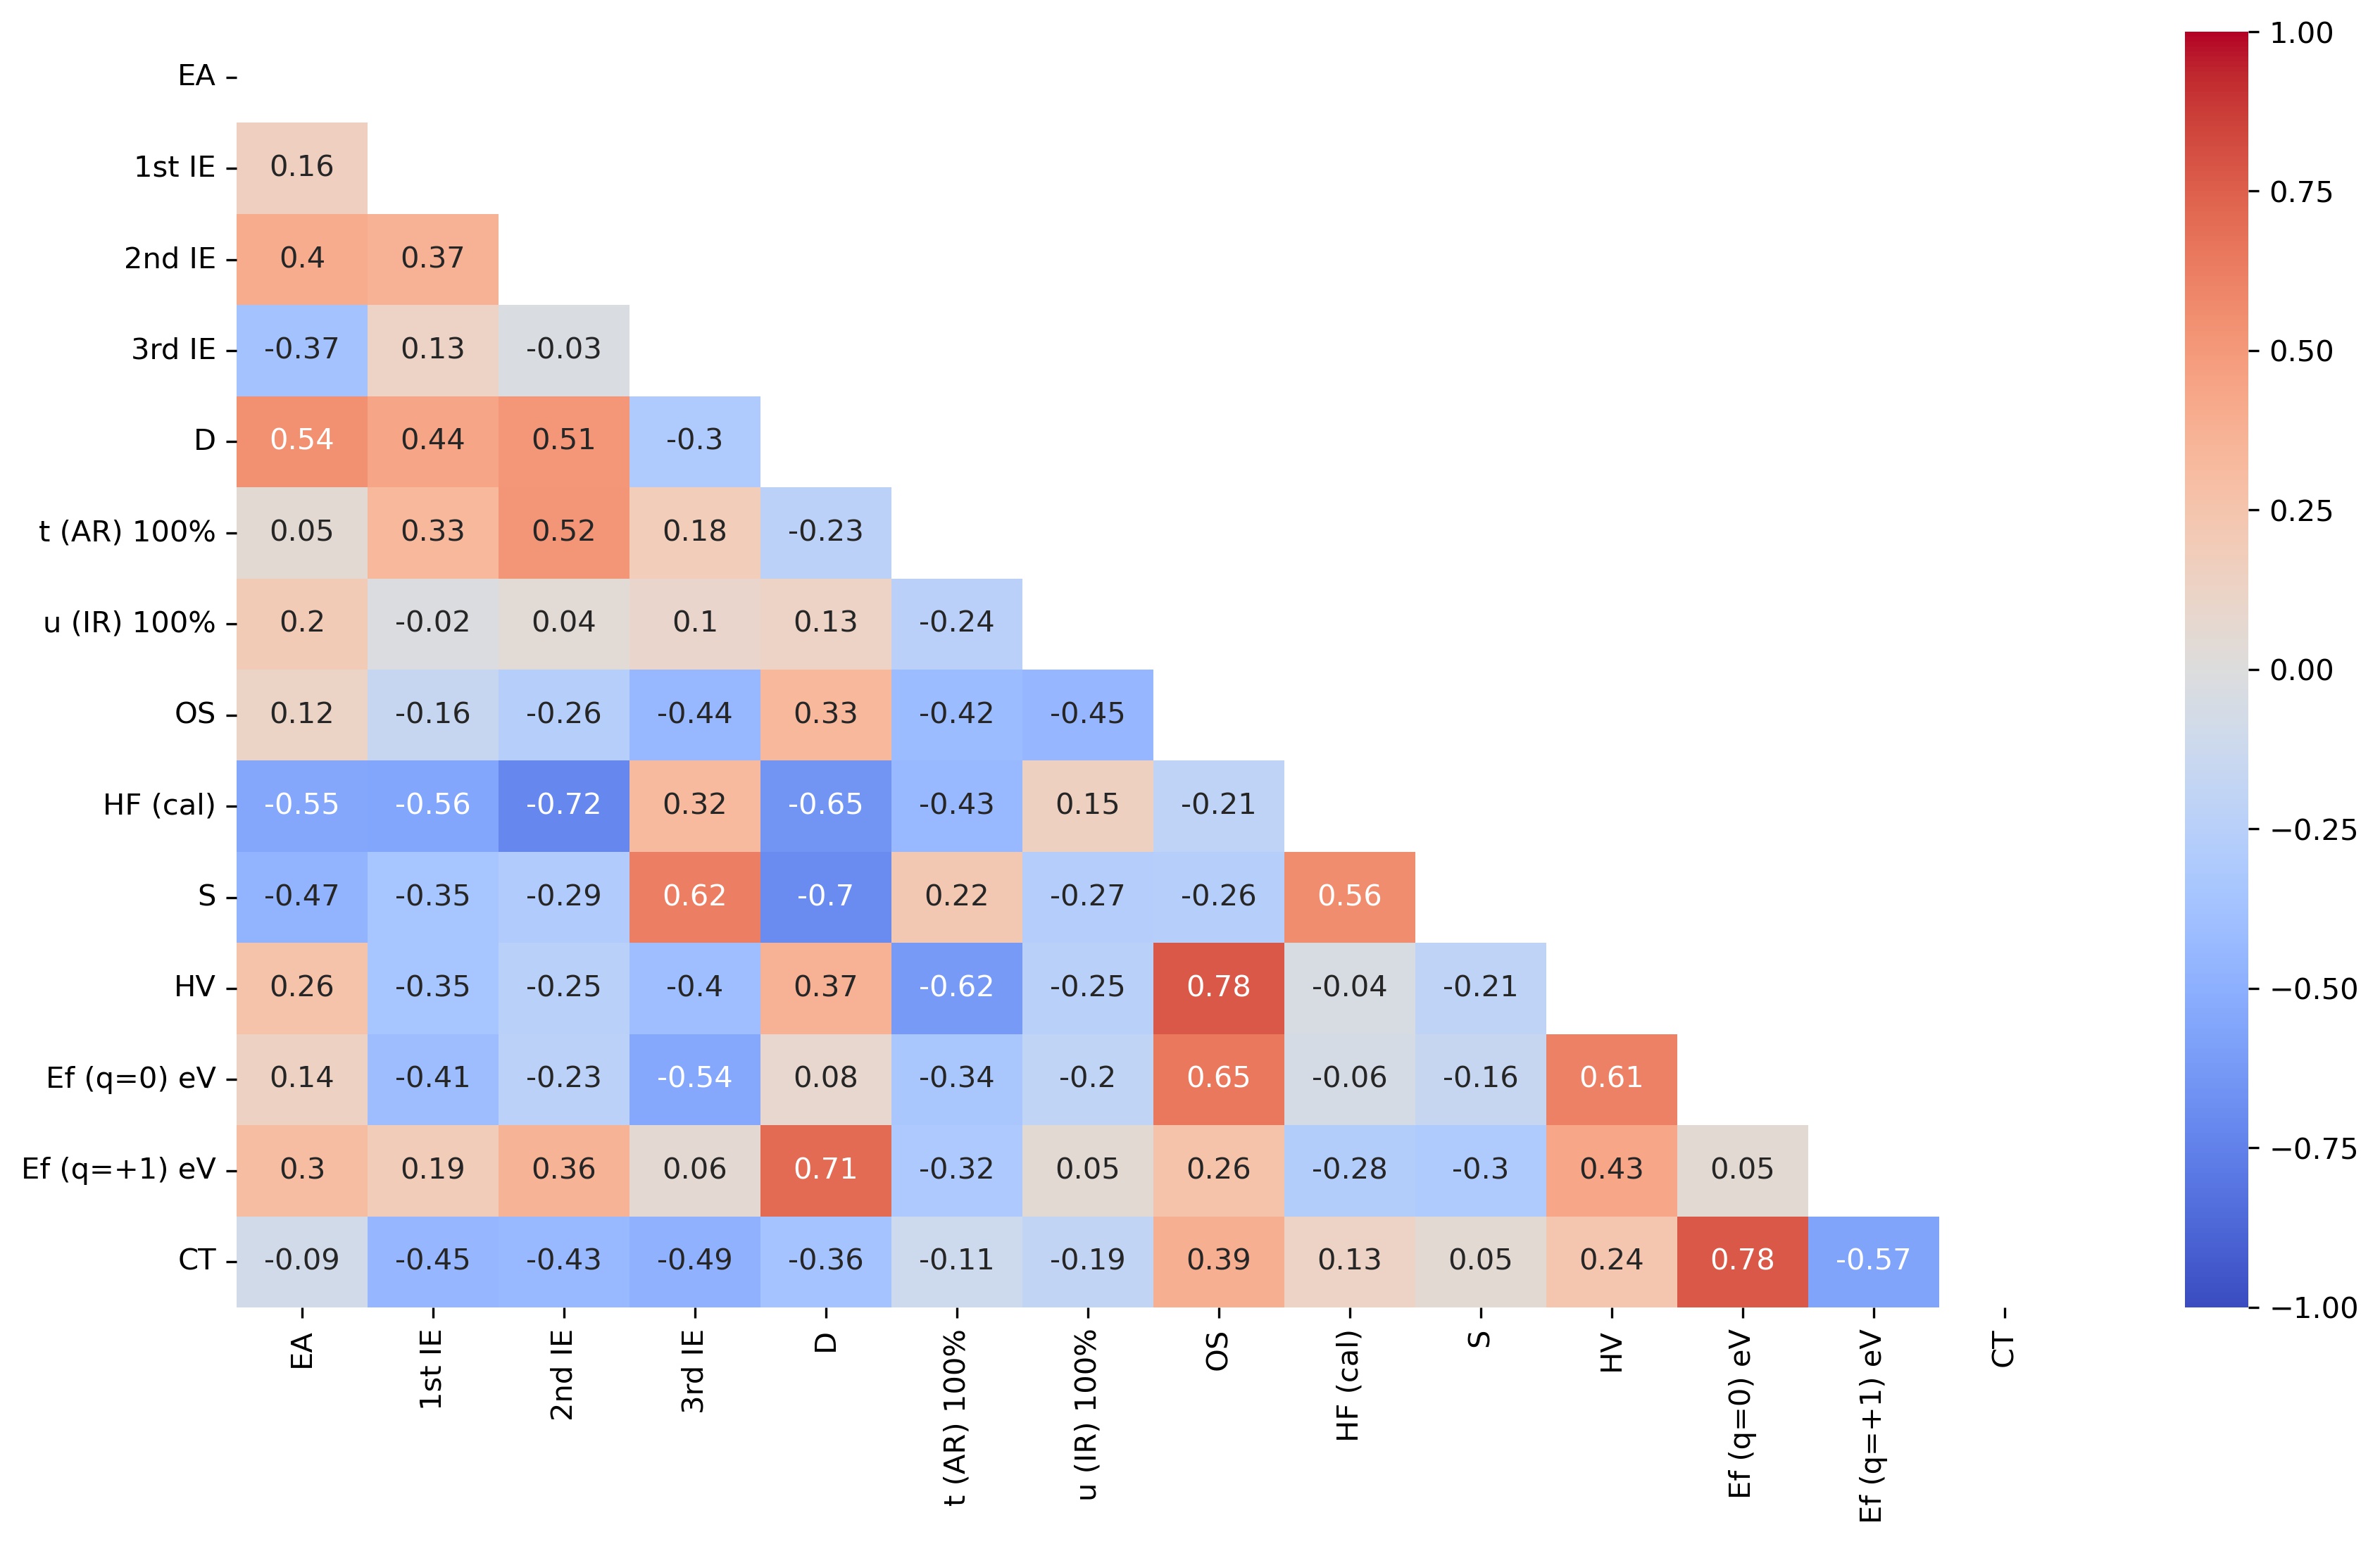 EA
1st IE 0.16
2nd IE 0.4 0.37
3rd IE -0.37 0.13 -0.03
D 0.54 0.44 0.51 -0.3
t (AR) 100% 0.05 0.33 0.52 0.18 -0.23
u (IR) 100% 0.2 -0.02 0.04 0.1 0.13 -0.24
OS 0.12 -0.16 -0.26 -0.44 0.33 -0.42 -0.45
HF (cal) -0.55 -0.56 -0.72 0.32 -0.65 -0.43 0.15 -0.21
S -0.47 -0.35 -0.29 0.62 -0.7 0.22 -0.27 -0.26 0.56
HV 0.26 -0.35 -0.25 -0.4 0.37 -0.62 -0.25 0.78 -0.04 -0.21
Ef (q=0) eV 0.14 -0.41 -0.23 -0.54 0.08 -0.34 -0.2 0.65 -0.06 -0.16 0.61
Ef (q=+1) eV 0.3 0.19 0.36 0.06 0.71 -0.32 0.05 0.26 -0.28 -0.3 0.43 0.05
CT -0.09 -0.45 -0.43 -0.49 -0.36 -0.11 -0.19 0.39 0.13 0.05 0.24 0.78 -0.57
EA
1st IE
2nd IE
3rd IE
D
t (AR) 100%
u (IR) 100%
OS
HF (cal)
S
HV
Ef (q=0) eV
Ef (q=+1) eV
CT
1.00
0.75
0.50
0.25
0.00
−0.25
−0.50
−0.75
−1.00